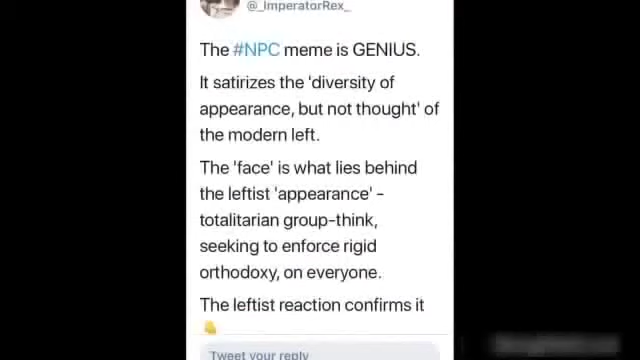 @_ImperatorRex_
The #NPC meme is GENIUS.
It satirizes the 'diversity of
appearance, but not thought' of
the modern left.
The 'face' is what lies behind
the leftist 'appearance' -
totalitarian group-think,
seeking to enforce rigid
orthodoxy, on everyone.
The leftist reaction confirms it
Tweet your reply